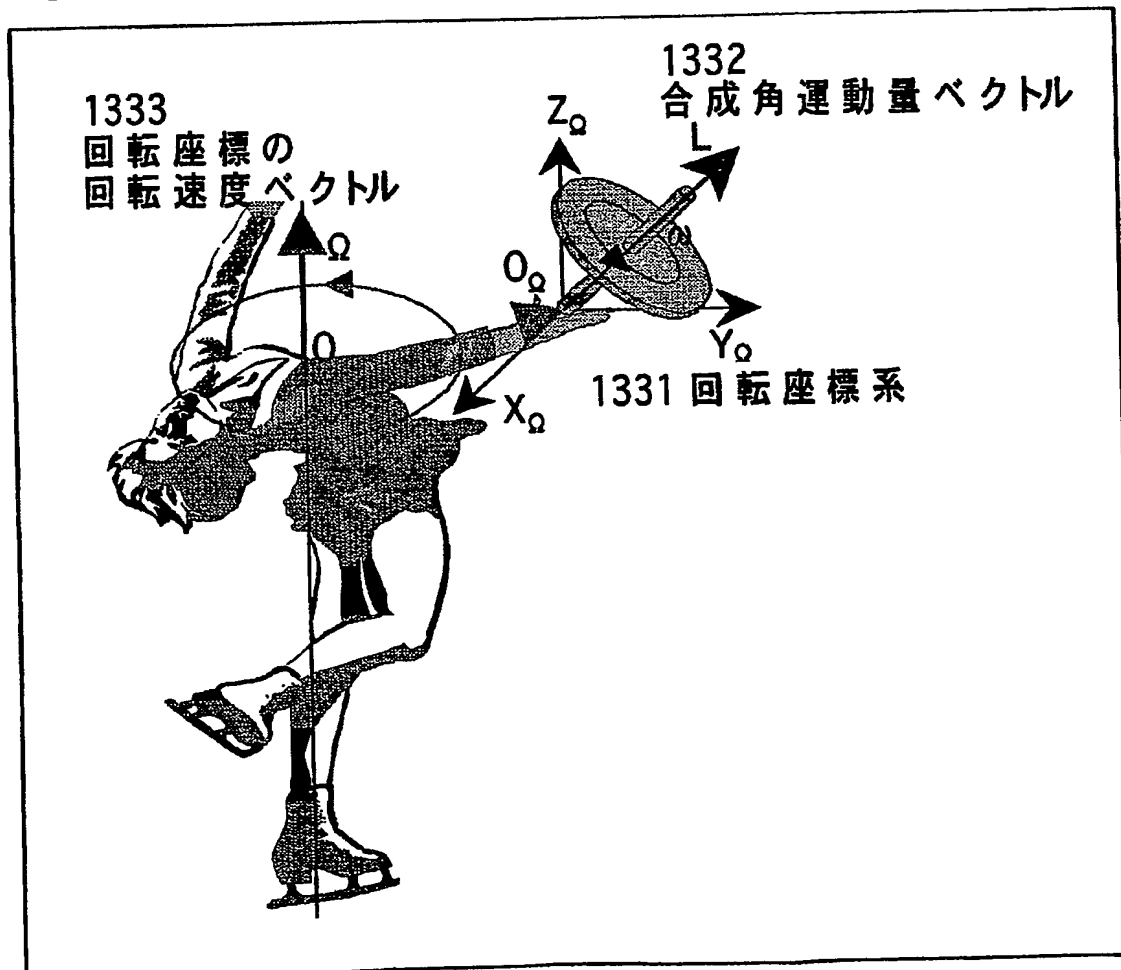 1333
回転座標の
回転速度ベクトル
1332
合成角運動量ベクトル
L
Z_Ω
Ω
ω
O_Ω
O
Y_Ω
1331 回転座標系
X_Ω